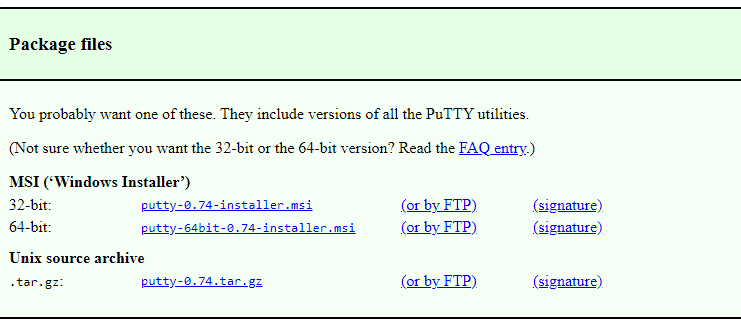 Package files
You probably want one of these. They include versions of all the PuTTY utilities.
(Not sure whether you want the 32-bit or the 64-bit version? Read the FAQ entry.)
MSI (‘Windows Installer’)
32-bit: putty-0.74-installer.msi (or by FTP) (signature)
64-bit: putty-64bit-0.74-installer.msi (or by FTP) (signature)
Unix source archive
.tar.gz: putty-0.74.tar.gz (or by FTP) (signature)